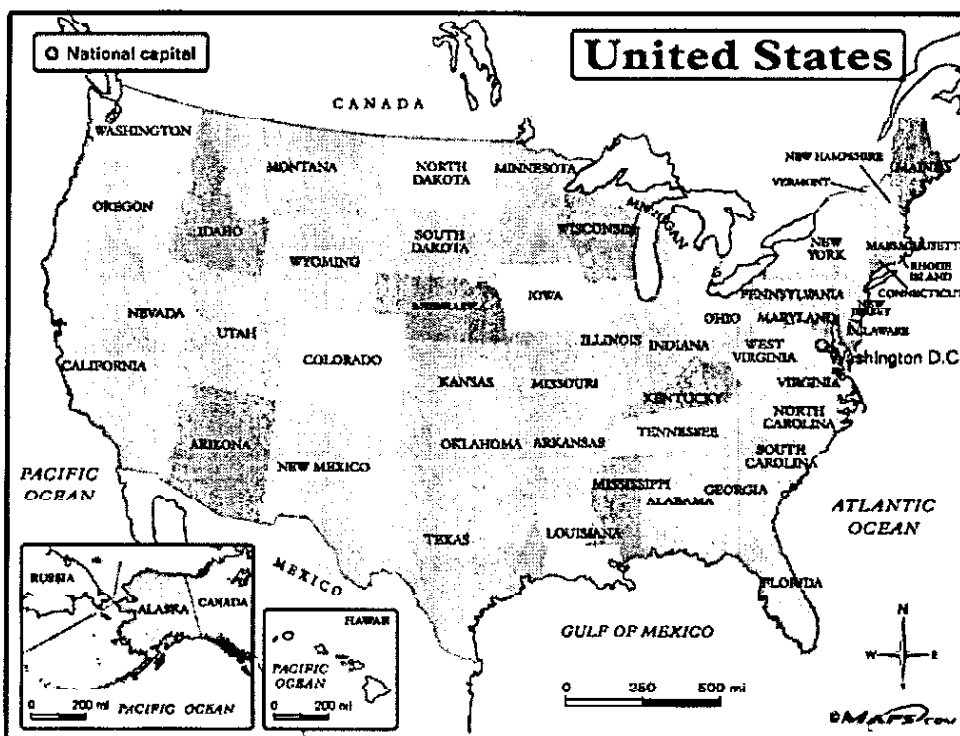 National capital
United States
CANADA
WASHINGTON
MONTANA
NORTH
DAKOTA
MINNESOTA
NEW HAMPSHIRE
VERMONT
MAINE
OREGON
IDAHO
SOUTH
DAKOTA
WISCONSIN
MICHIGAN
WYOMING
NEW
YORK
MASSACHUSETT
RHODE
ISLAND
CONNECTICUT
NEVADA
UTAH
NEBRASKA
IOWA
PENNSYLVANIA
NEW
JERSEY
OHIO
MARYLAND
DELAWARE
ILLINOIS
INDIANA
WEST
VIRGINIA
Washington D.C
CALIFORNIA
COLORADO
KANSAS
MISSOURI
KENTUCKY
VIRGINIA
NORTH
CAROLINA
TENNESSEE
ARIZONA
NEW MEXICO
OKLAHOMA
ARKANSAS
SOUTH
CAROLINA
PACIFIC
OCEAN
MISSISSIPPI
ALABAMA
GEORGIA
ATLANTIC
OCEAN
TEXAS
LOUISIANA
MEXICO
FLORIDA
RUSSIA
ALASKA
CANADA
0 200 mi
PACIFIC OCEAN
HAWAII
PACIFIC
OCEAN
0 200 mi
GULF OF MEXICO
0 250 500 mi
N
W E
S
©MAPS.com